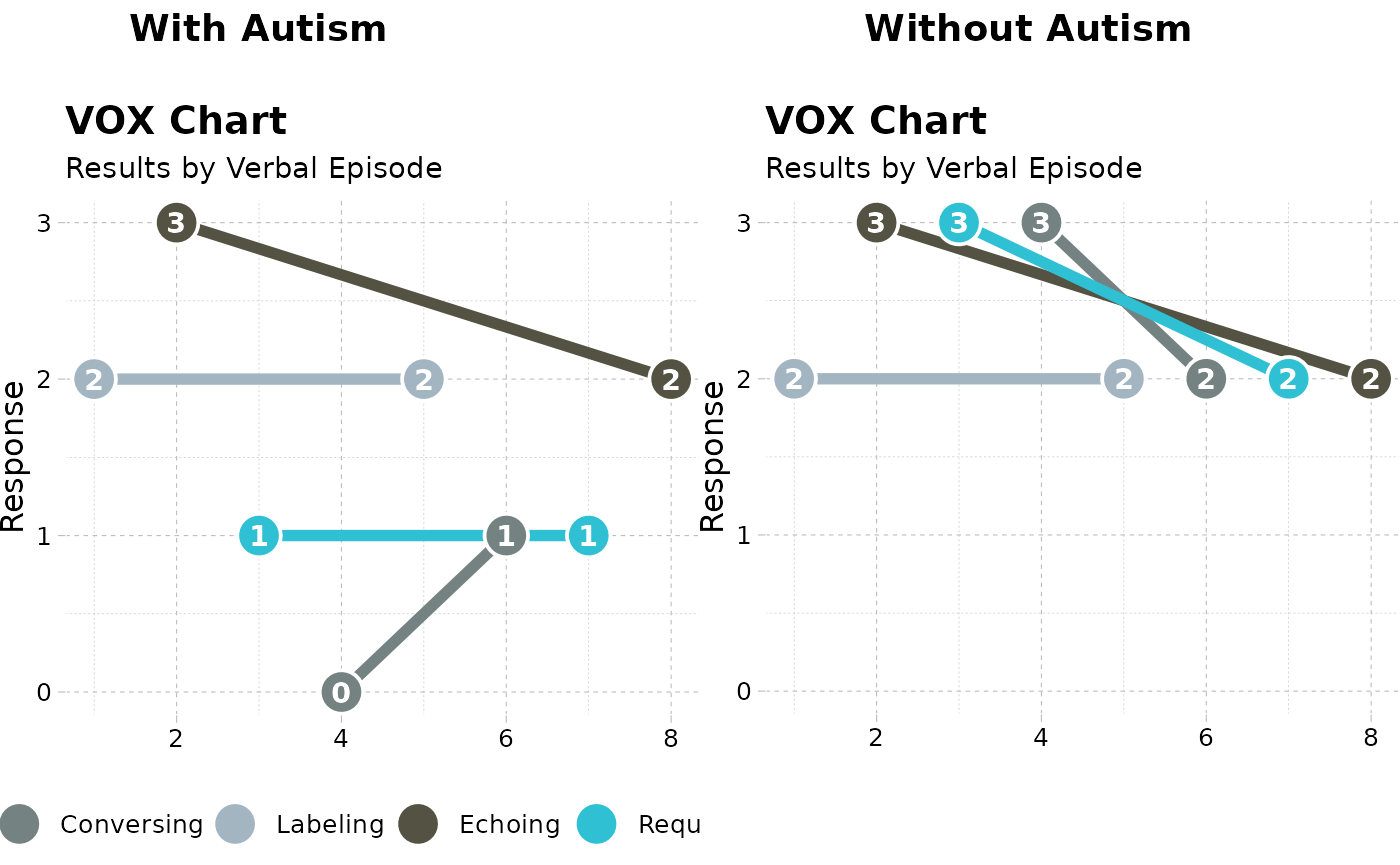 With Autism
Without Autism
VOX Chart
Results by Verbal Episode
3
3
2
2
2
2
Response
1
1
1
1
0
0
2
4
6
8
VOX Chart
Results by Verbal Episode
3
3
3
3
2
2
2
2
2
2
Response
1
0
2
4
6
8
Conversing
Labeling
Echoing
Requ